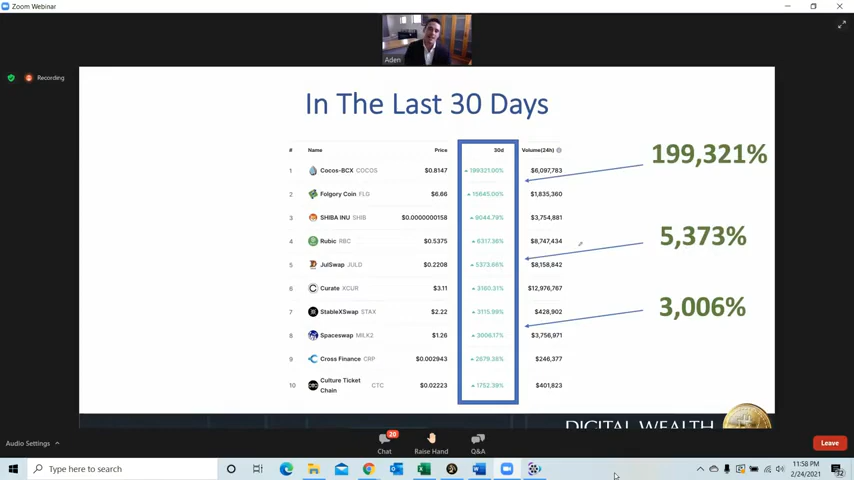 Zoom Webinar
Aden
Recording
In The Last 30 Days
# Name Price 30d Volume(24h)
1 Cocos-BCX COCOS $0.8147 199321.00% $6,097,783
2 Folgory Coin FLG $6.66 15645.00% $1,835,360
3 SHIBA INU SHIB $0.0000000158 9044.79% $3,754,881
4 Rubic RBC $0.5375 6317.36% $8,747,434
5 JulSwap JULD $0.2208 5373.66% $8,158,842
6 Curate XCUR $3.11 3160.31% $12,976,767
7 StableXSwap STAX $2.22 3115.99% $428,902
8 Spaceswap MILK2 $1.26 3006.17% $3,756,971
9 Cross Finance CRP $0.002943 2679.38% $246,377
10 Culture Ticket Chain CTC $0.02223 1752.39% $401,823
199,321%
5,373%
3,006%
DIGITAL WEALTH
Audio Settings
20
Chat
Raise Hand
Q&A
Leave
Type here to search
11:58 PM
2/24/2021